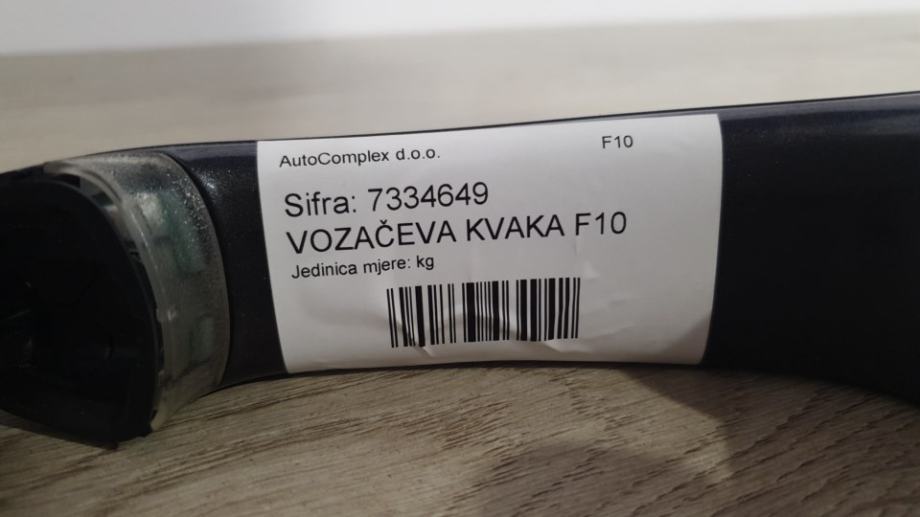 AutoComplex d.o.o. F10
Sifra: 7334649
VOZAČEVA KVAKA F10
Jedinica mjere: kg